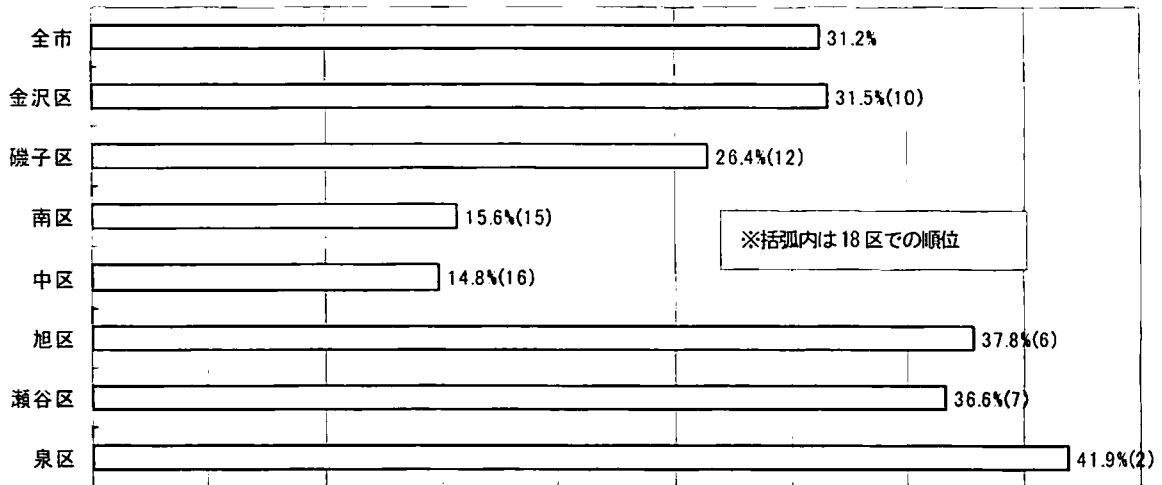 全市 31.2%
金沢区 31.5%(10)
磯子区 26.4%(12)
南区 15.6%(15)
※括弧内は18区での順位
中区 14.8%(16)
旭区 37.8%(6)
瀬谷区 36.6%(7)
泉区 41.9%(2)